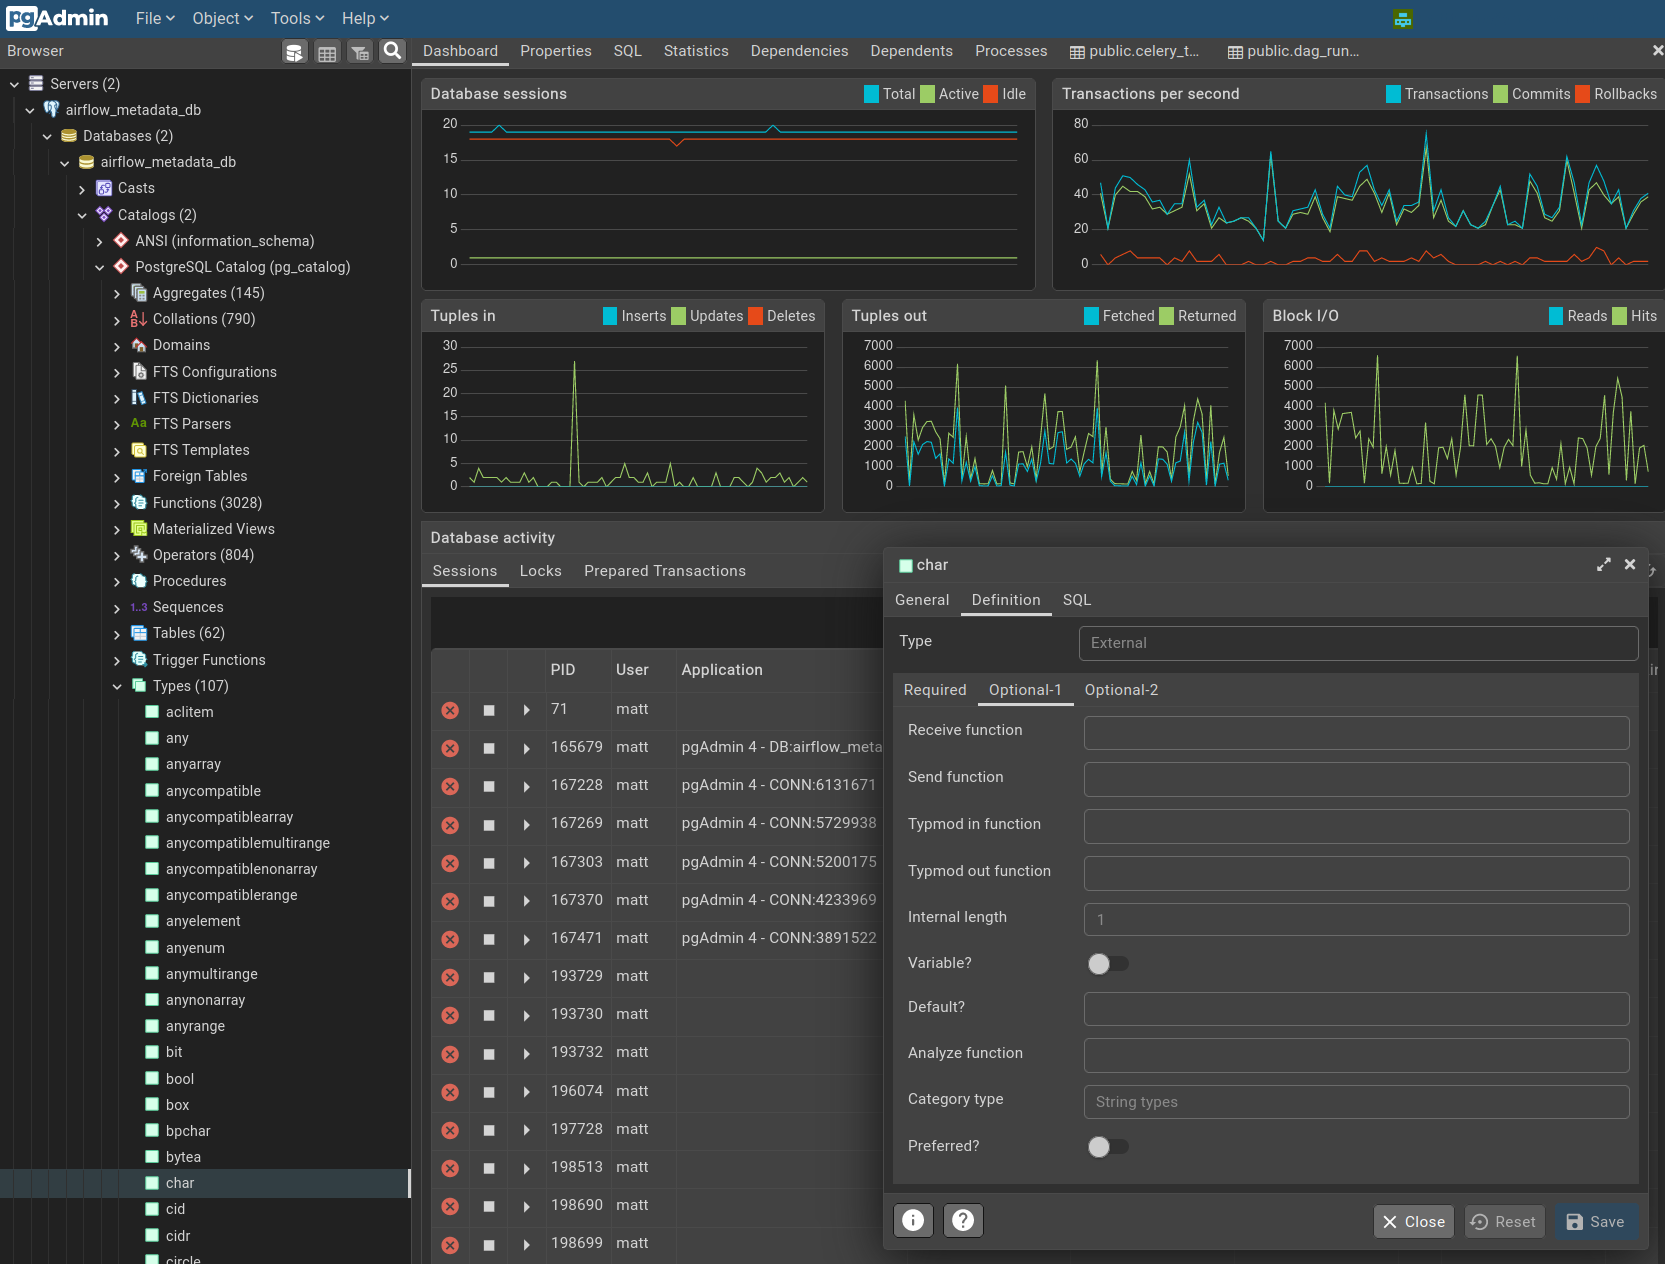 pgAdmin File Object Tools Help
Browser
Dashboard Properties SQL Statistics Dependencies Dependents Processes public.celery_t... public.dag_run...
Servers (2)
airflow_metadata_db
Databases (2)
airflow_metadata_db
Casts
Catalogs (2)
ANSI (information_schema)
PostgreSQL Catalog (pg_catalog)
Aggregates (145)
Collations (790)
Domains
FTS Configurations
FTS Dictionaries
Aa FTS Parsers
FTS Templates
Foreign Tables
Functions (3028)
Materialized Views
Operators (804)
Procedures
1..3 Sequences
Tables (62)
Trigger Functions
Types (107)
aclitem
any
anyarray
anycompatible
anycompatiblearray
anycompatiblemultirange
anycompatiblenonarray
anycompatiblerange
anyelement
anyenum
anymultirange
anynonarray
anyrange
bit
bool
box
bpchar
bytea
char
cid
cidr
circle
Database sessions Total Active Idle
20
15
10
5
0
Transactions per second Transactions Commits Rollbacks
80
60
40
20
0
Tuples in Inserts Updates Deletes
30
25
20
15
10
5
0
Tuples out Fetched Returned
7000
6000
5000
4000
3000
2000
1000
0
Block I/O Reads Hits
7000
6000
5000
4000
3000
2000
1000
0
Database activity
Sessions Locks Prepared Transactions
PID User Application
71 matt
165679 matt pgAdmin 4 - DB:airflow_meta
167228 matt pgAdmin 4 - CONN:6131671
167269 matt pgAdmin 4 - CONN:5729938
167303 matt pgAdmin 4 - CONN:5200175
167370 matt pgAdmin 4 - CONN:4233969
167471 matt pgAdmin 4 - CONN:3891522
193729 matt
193730 matt
193732 matt
196074 matt
197728 matt
198513 matt
198690 matt
198699 matt
char
General Definition SQL
Type External
Required Optional-1 Optional-2
Receive function
Send function
Typmod in function
Typmod out function
Internal length 1
Variable?
Default?
Analyze function
Category type String types
Preferred?
Close Reset Save